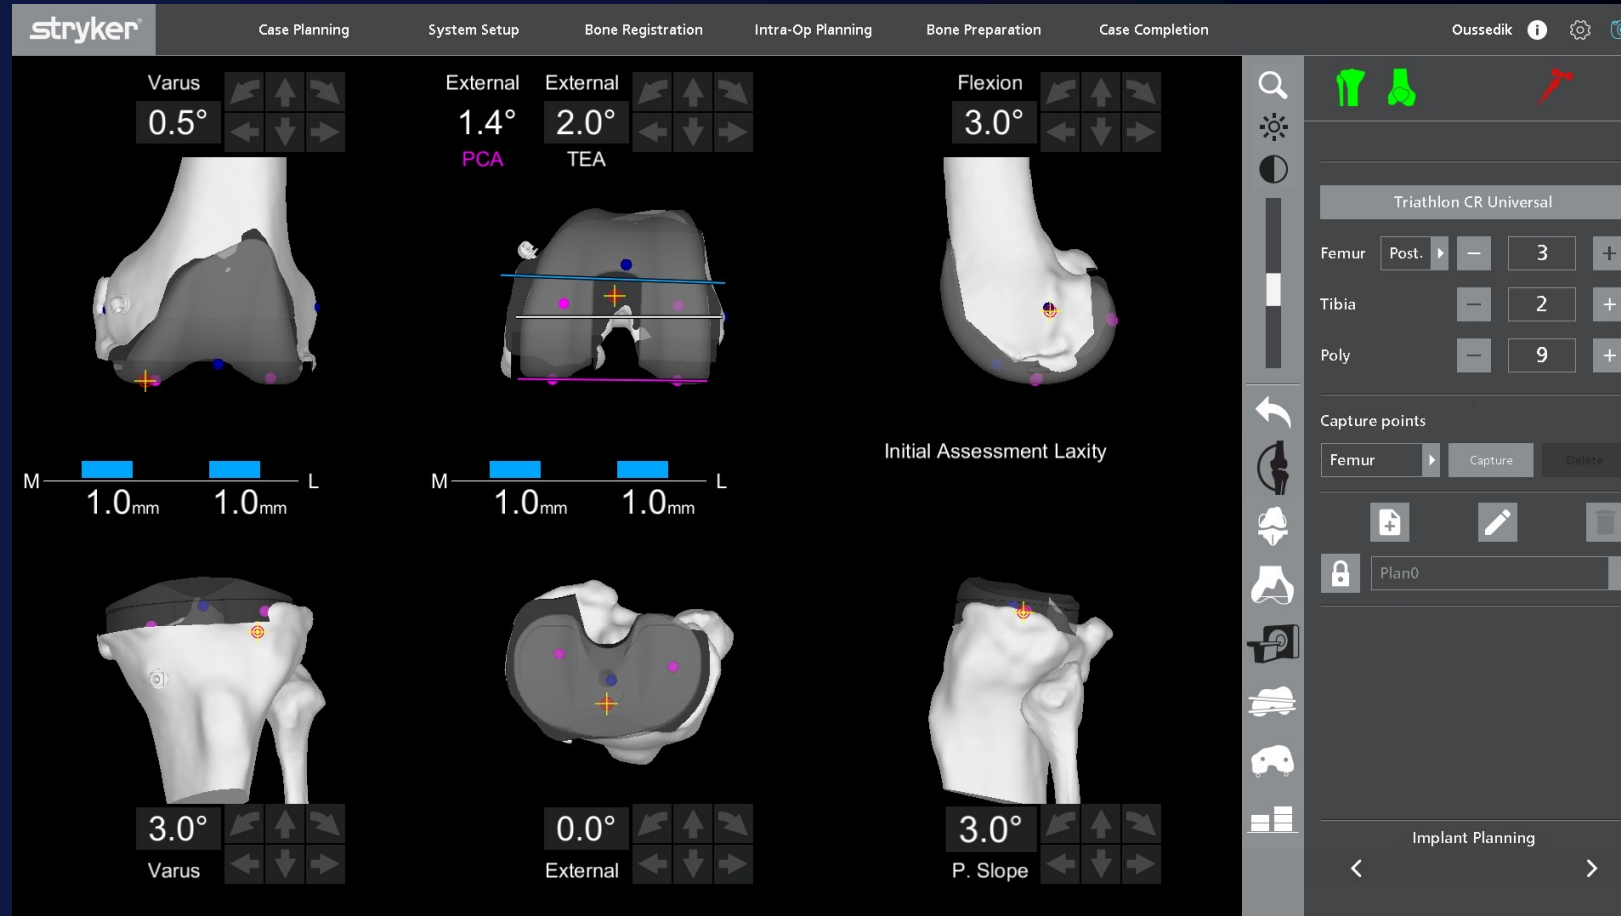 stryker
Case Planning System Setup Bone Registration Intra-Op Planning Bone Preparation Case Completion Oussedik i
Varus
0.5°
External External
1.4° 2.0°
PCA TEA
Flexion
3.0°
Triathlon CR Universal
Femur Post. − 3 +
Tibia − 2 +
Poly − 9 +
Capture points
Femur Capture Delete
Plan0
Initial Assessment Laxity
M L
1.0mm 1.0mm
M L
1.0mm 1.0mm
3.0°
Varus
0.0°
External
3.0°
P. Slope
Implant Planning